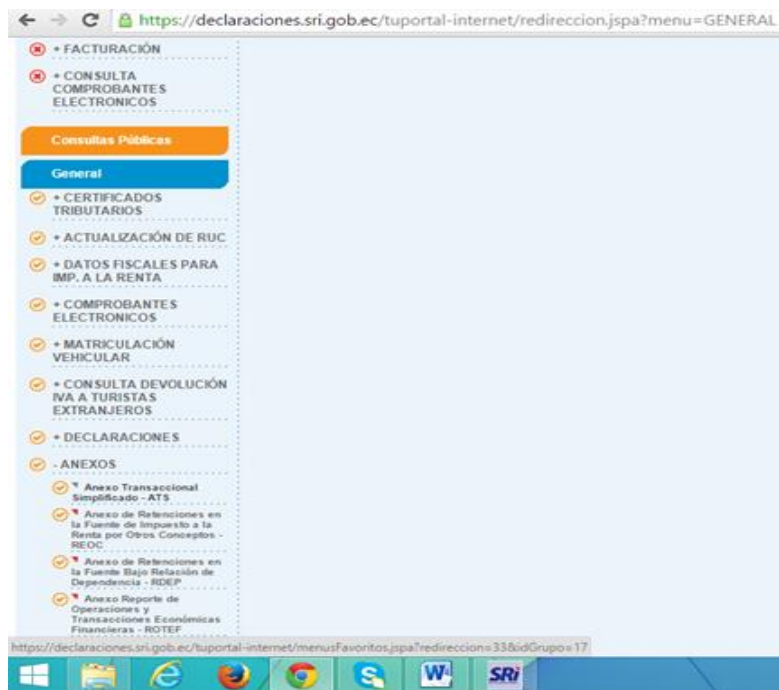 https://declaraciones.sri.gob.ec/tuportal-internet/redireccion.jspa?menu=GENERAL
+ FACTURACIÓN
+ CONSULTA
COMPROBANTES
ELECTRONICOS
Consultas Públicas
General
+ CERTIFICADOS
TRIBUTARIOS
+ ACTUALIZACIÓN DE RUC
+ DATOS FISCALES PARA
IMP. A LA RENTA
+ COMPROBANTES
ELECTRONICOS
+ MATRICULACIÓN
VEHICULAR
+ CONSULTA DEVOLUCIÓN
IVA A TURISTAS
EXTRANJEROS
+ DECLARACIONES
- ANEXOS
Anexo Transaccional
Simplificado - ATS
Anexo de Retenciones en
la Fuente de Impuesto a la
Renta por Otros Conceptos -
REOC
Anexo de Retenciones en
la Fuente Bajo Relación de
Dependencia - RDEP
Anexo Reporte de
Operaciones y
Transacciones Económicas
Financieras - ROTEF
https://declaraciones.sri.gob.ec/tuportal-internet/menusFavoritos.jspa?redireccion=33&idGrupo=17
W
SRi